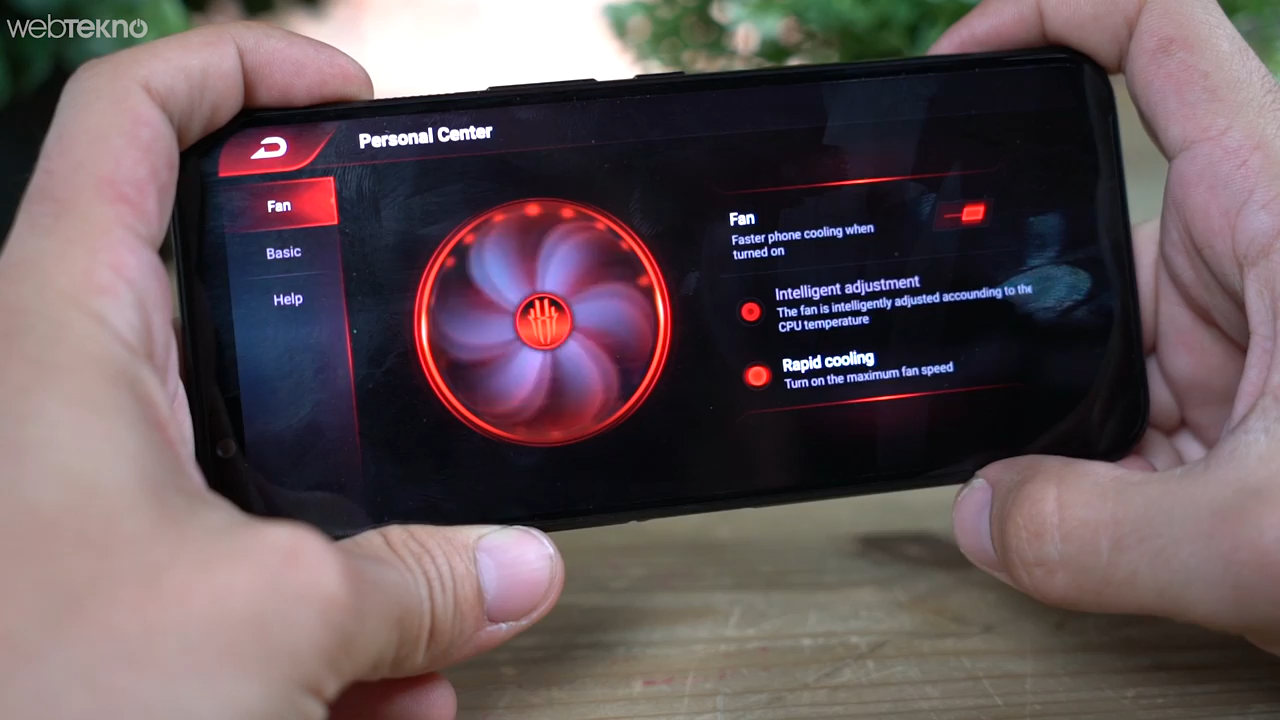 webtekno
Personal Center
Fan
Basic
Help
Fan
Faster phone cooling when
turned on
Intelligent adjustment
The fan is intelligently adjusted accounding to the
CPU temperature
Rapid cooling
Turn on the maximum fan speed